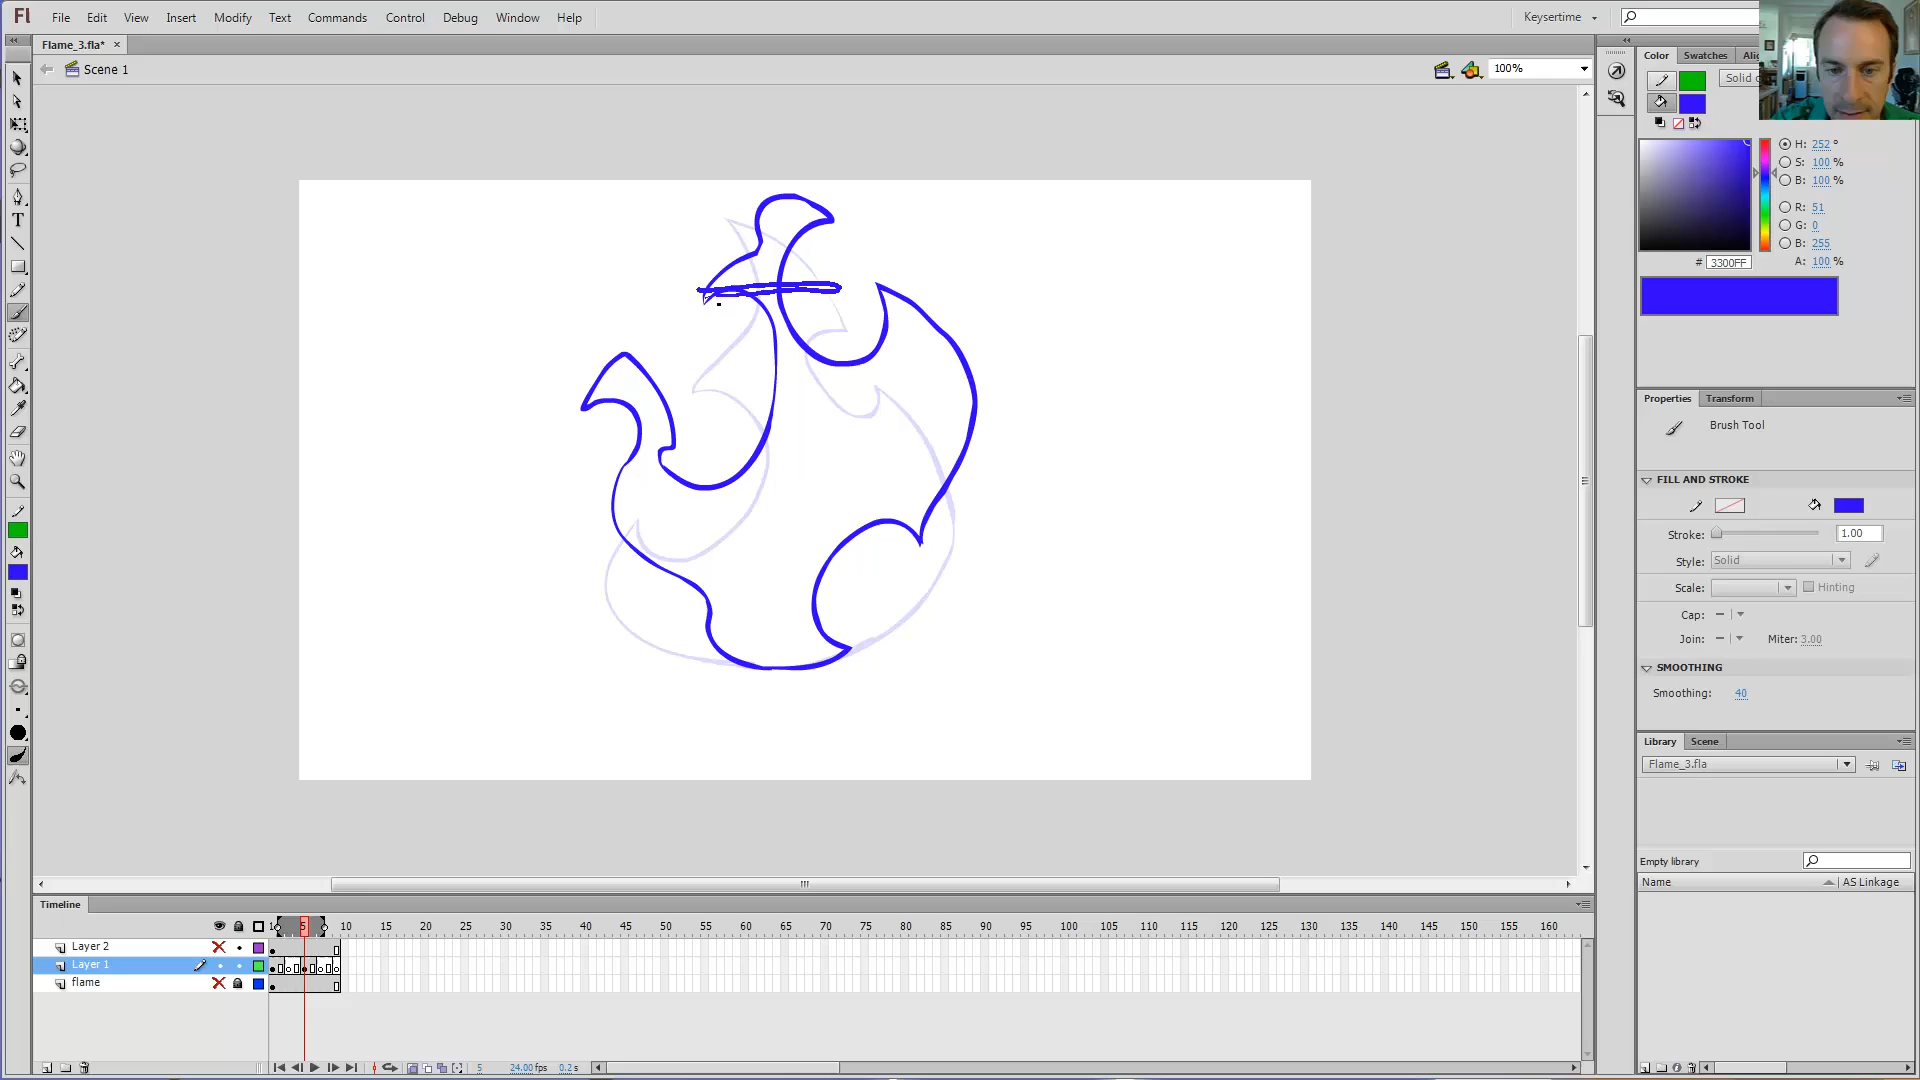 Fl File Edit View Insert Modify Text Commands Control Debug Window Help Keysertime
Flame_3.fla* ×
Scene 1 100%
Color Swatches
Solid
H: 252 °
S: 100 %
B: 100 %
R: 51
G: 0
B: 255
A: 100 %
# 3300FF
Properties Transform
Brush Tool
FILL AND STROKE
Stroke: 1.00
Style: Solid
Scale: Hinting
Cap:
Join: Miter: 3.00
SMOOTHING
Smoothing: 40
Library Scene
Flame_3.fla
Empty library
Name AS Linkage
Timeline
1 5 10 15 20 25 30 35 40 45 50 55 60 65 70 75 80 85 90 95 100 105 110 115 120 125 130 135 140 145 150 155 160
Layer 2
Layer 1
flame
5 24.00 fps 0.2 s